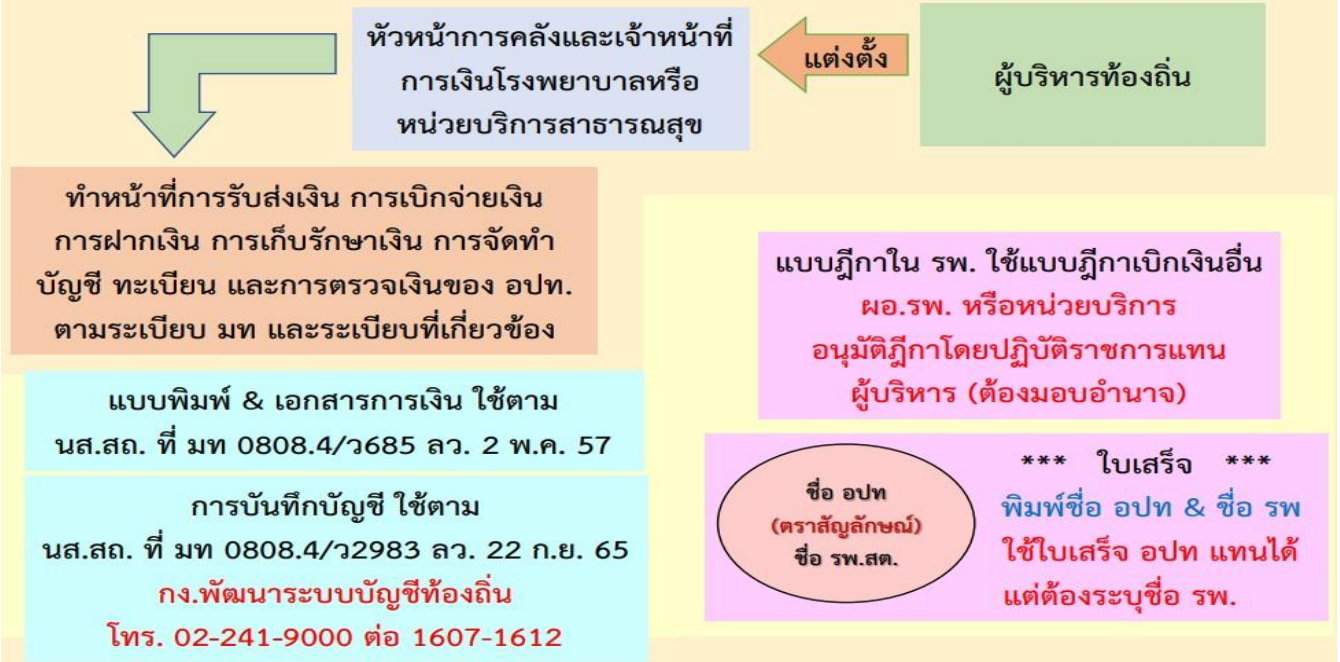 หัวหน้าการคลังและเจ้าหน้าที่
การเงินโรงพยาบาลหรือ
หน่วยบริการสาธารณสุข
แต่งตั้ง
ผู้บริหารท้องถิ่น
ทำหน้าที่การรับส่งเงิน การเบิกจ่ายเงิน
การฝากเงิน การเก็บรักษาเงิน การจัดทำ
บัญชี ทะเบียน และการตรวจเงินของ อปท.
ตามระเบียบ มท และระเบียบที่เกี่ยวข้อง
แบบพิมพ์ & เอกสารการเงิน ใช้ตาม
นส.สถ. ที่ มท 0808.4/ว685 ลว. 2 พ.ค. 57
การบันทึกบัญชี ใช้ตาม
นส.สถ. ที่ มท 0808.4/ว2983 ลว. 22 ก.ย. 65
กง.พัฒนาระบบบัญชีท้องถิ่น
โทร. 02-241-9000 ต่อ 1607-1612
แบบฎีกาใน รพ. ใช้แบบฎีกาเบิกเงินอื่น
ผอ.รพ. หรือหน่วยบริการ
อนุมัติฎีกาโดยปฏิบัติราชการแทน
ผู้บริหาร (ต้องมอบอำนาจ)
ชื่อ อปท
(ตราสัญลักษณ์)
ชื่อ รพ.สต.
*** ใบเสร็จ ***
พิมพ์ชื่อ อปท & ชื่อ รพ
ใช้ใบเสร็จ อปท แทนได้
แต่ต้องระบุชื่อ รพ.